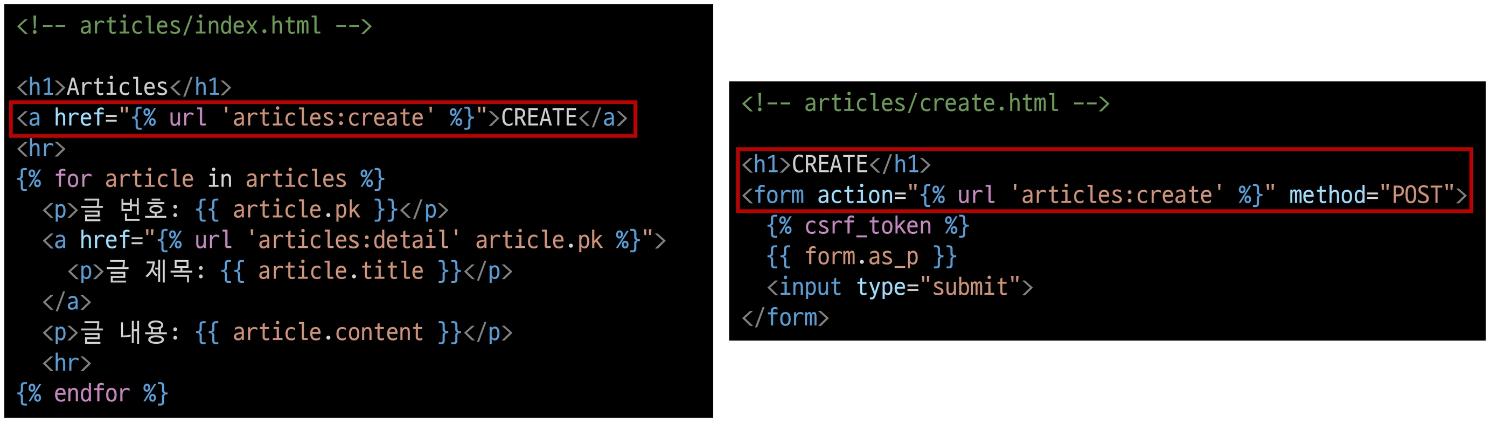 <!-- articles/index.html -->
<h1>Articles</h1>
<a href="{% url 'articles:create' %}">CREATE</a>
<hr>
{% for article in articles %}
<p>글 번호: {{ article.pk }}</p>
<a href="{% url 'articles:detail' article.pk %}">
<p>글 제목: {{ article.title }}</p>
</a>
<p>글 내용: {{ article.content }}</p>
<hr>
{% endfor %}
<!-- articles/create.html -->
<h1>CREATE</h1>
<form action="{% url 'articles:create' %}" method="POST">
{% csrf_token %}
{{ form.as_p }}
<input type="submit">
</form>